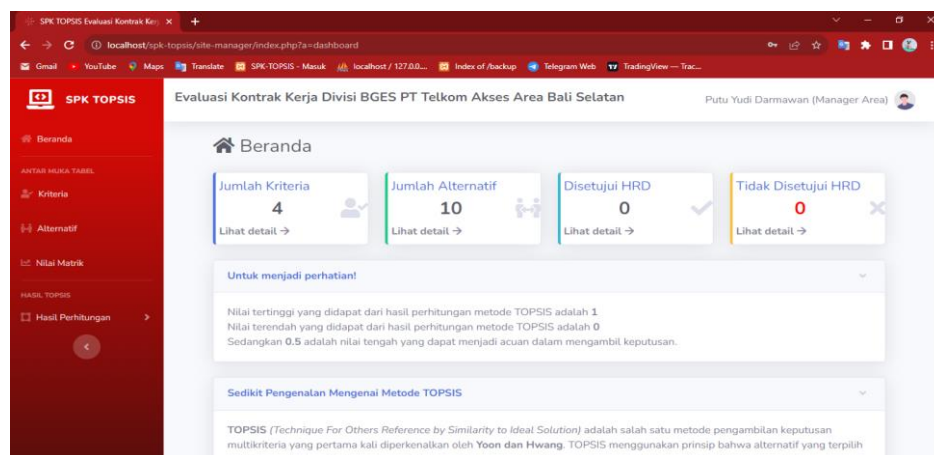 SPK TOPSIS Evaluasi Kontrak Kerj
localhost/spk-topsis/site-manager/index.php?a=dashboard
Gmail YouTube Maps Translate SPK-TOPSIS - Masuk localhost / 127.0.0.... Index of /backup Telegram Web TradingView — Trac...
SPK TOPSIS
Evaluasi Kontrak Kerja Divisi BGES PT Telkom Akses Area Bali Selatan
Putu Yudi Darmawan (Manager Area)
Beranda
ANTAR MUKA TABEL
Kriteria
Alternatif
Nilai Matrik
HASIL TOPSIS
Hasil Perhitungan
Beranda
Jumlah Kriteria
4
Lihat detail →
Jumlah Alternatif
10
Lihat detail →
Disetujui HRD
0
Lihat detail →
Tidak Disetujui HRD
0
Lihat detail →
Untuk menjadi perhatian!
Nilai tertinggi yang didapat dari hasil perhitungan metode TOPSIS adalah 1
Nilai terendah yang didapat dari hasil perhitungan metode TOPSIS adalah 0
Sedangkan 0.5 adalah nilai tengah yang dapat menjadi acuan dalam mengambil keputusan.
Sedikit Pengenalan Mengenai Metode TOPSIS
TOPSIS (Technique For Others Reference by Similarity to Ideal Solution) adalah salah satu metode pengambilan keputusan
multikriteria yang pertama kali diperkenalkan oleh Yoon dan Hwang. TOPSIS menggunakan prinsip bahwa alternatif yang terpilih